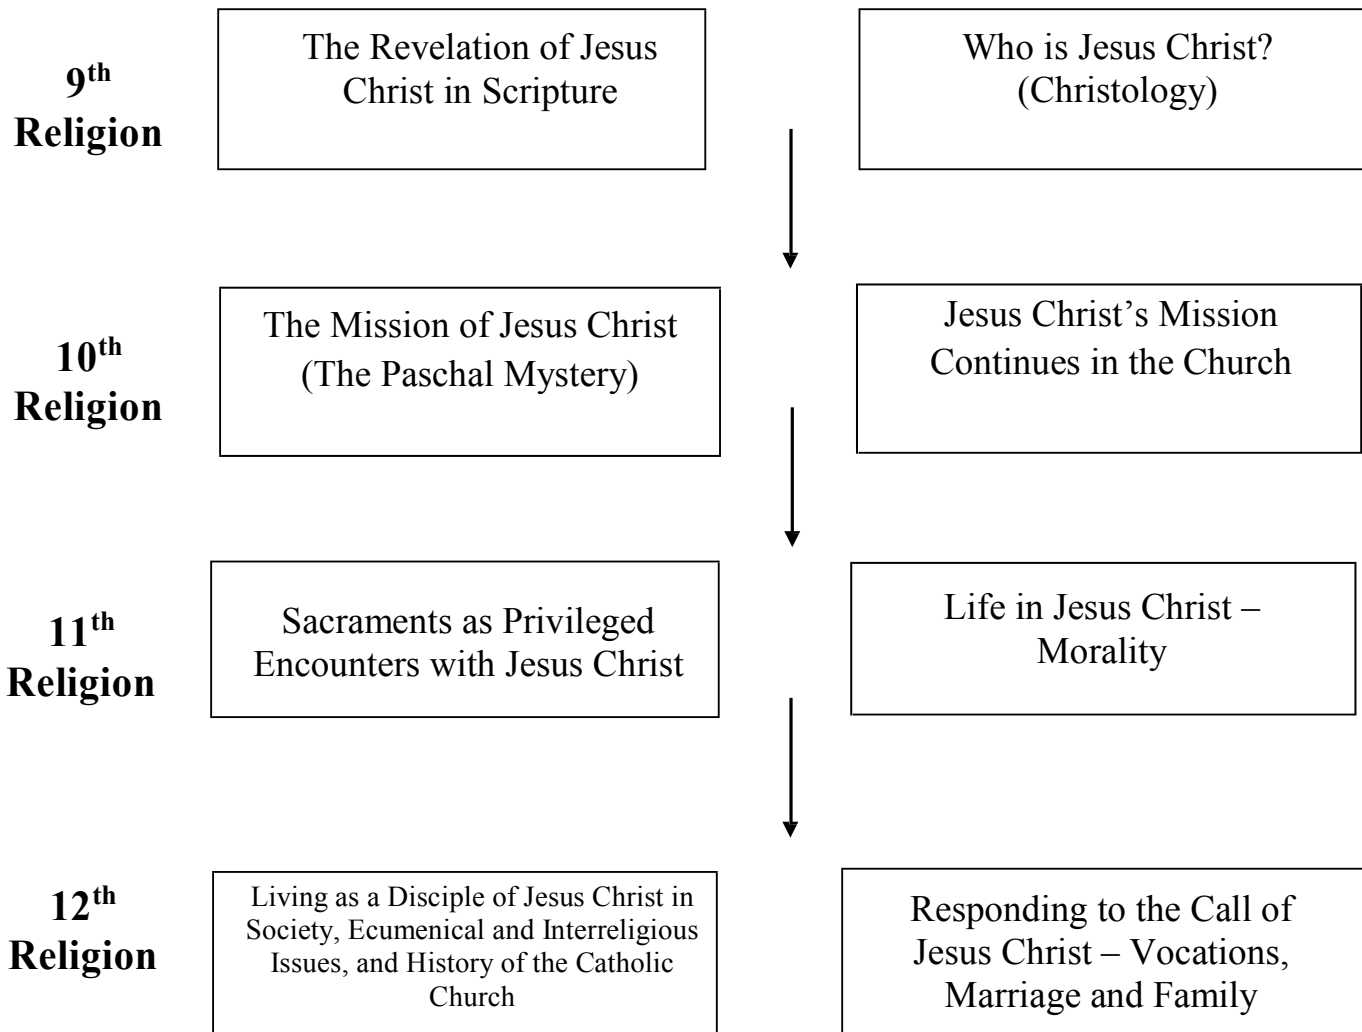 9th
Religion
The Revelation of Jesus
Christ in Scripture
Who is Jesus Christ?
(Christology)
10th
Religion
The Mission of Jesus Christ
(The Paschal Mystery)
Jesus Christ’s Mission
Continues in the Church
11th
Religion
Sacraments as Privileged
Encounters with Jesus Christ
Life in Jesus Christ –
Morality
12th
Religion
Living as a Disciple of Jesus Christ in
Society, Ecumenical and Interreligious
Issues, and History of the Catholic
Church
Responding to the Call of
Jesus Christ – Vocations,
Marriage and Family